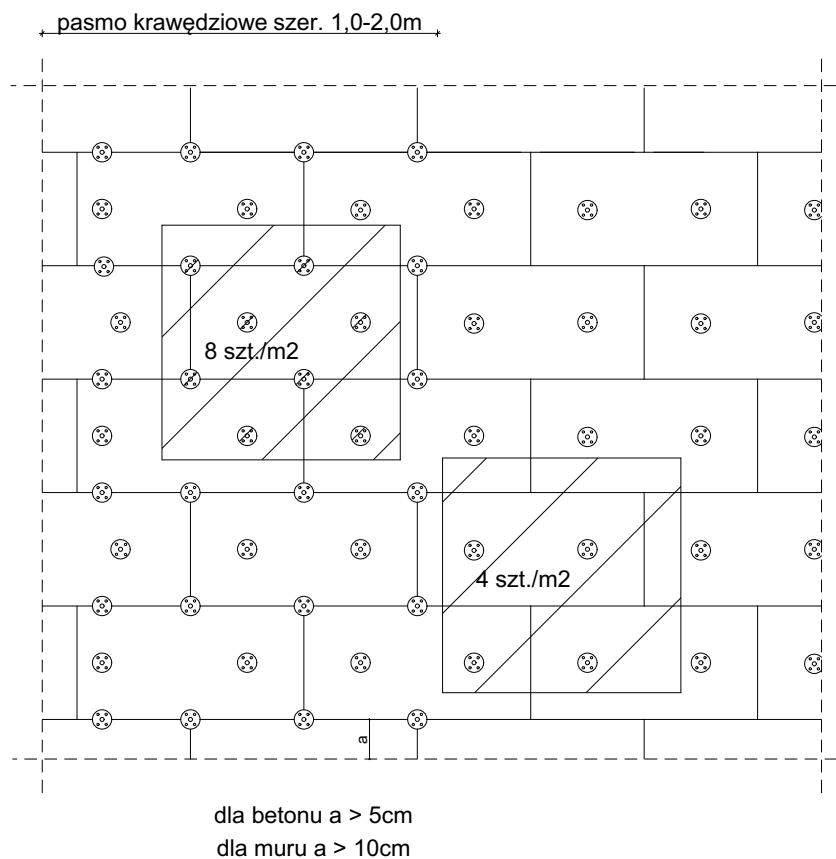 pasmo krawędziowe szer. 1,0-2,0m
8 szt./m2
4 szt./m2
a
dla betonu a > 5cm
dla muru a > 10cm